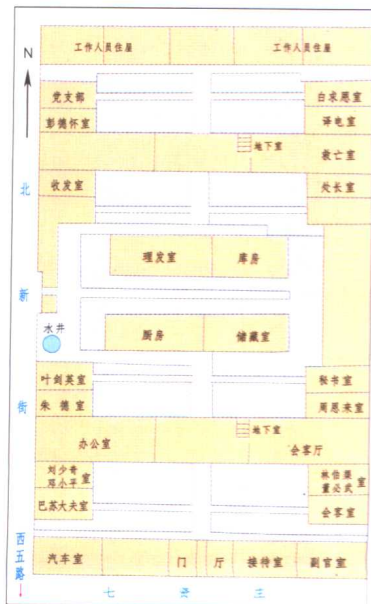 工作人员住屋 工作人员住屋
N
党支部 白求恩室
彭德怀室 译电室
地下室
救亡室
收发室 处长室
北
理发室 库房
新
水井
厨房 储藏室
叶剑英室 秘书室
朱德室 周恩来室
街
地下室
办公室 会客厅
刘少奇
邓小平 室
林伯渠
董必武 室
巴苏大夫室 会客室
西五路
汽车室 门厅 接待室 副官室
七贤庄